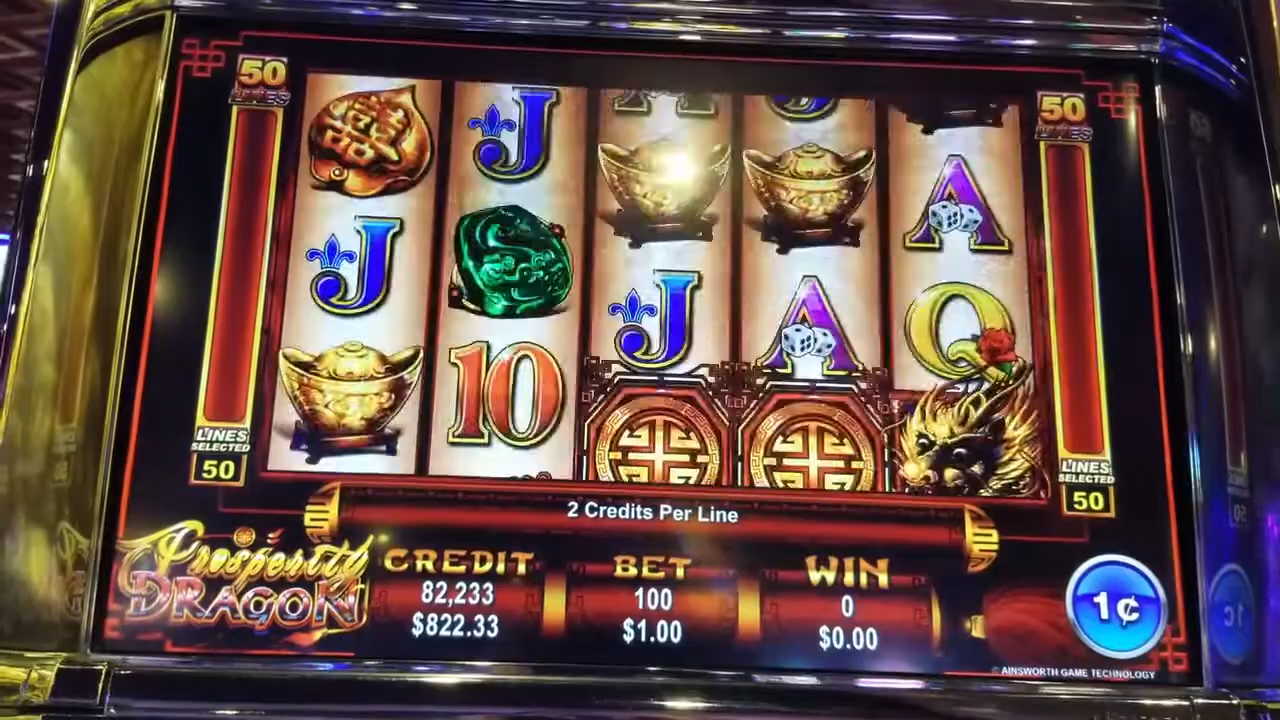 50
LINES
50
LINES
J
A
J
J
A
Q
10
LINES
SELECTED
50
LINES
SELECTED
50
2 Credits Per Line
Prosperity
DRAGON
CREDIT
82,233
$822.33
BET
100
$1.00
WIN
0
$0.00
1¢
© AINSWORTH GAME TECHNOLOGY